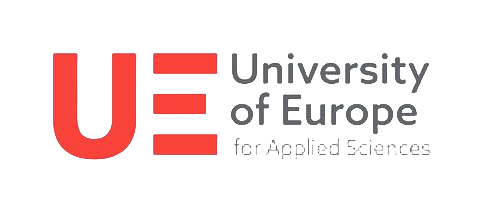 UE
University
of Europe
for Applied Sciences